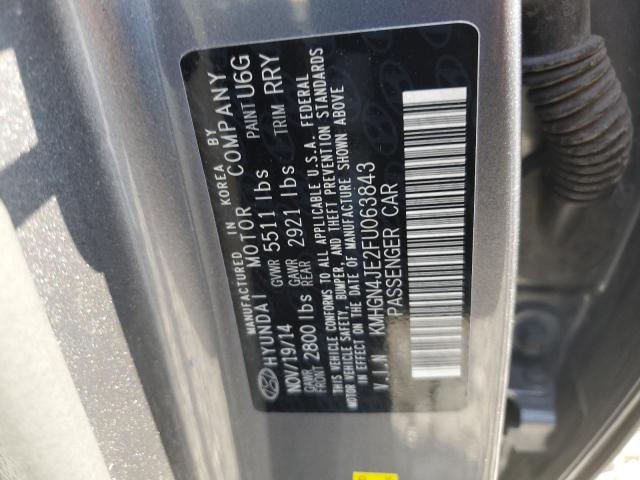 MANUFACTURED IN KOREA BY
HYUNDAI MOTOR COMPANY
NOV/19/14 GVWR 5511 lbs PAINT U6G
GAWR FRONT 2800 lbs GAWR REAR 2921 lbs TRIM RRY
THIS VEHICLE CONFORMS TO ALL APPLICABLE U.S.A. FEDERAL
MOTOR VEHICLE SAFETY, BUMPER, AND THEFT PREVENTION STANDARDS
IN EFFECT ON THE DATE OF MANUFACTURE SHOWN ABOVE
V.I.N KMHGN4JE2FU063843
PASSENGER CAR